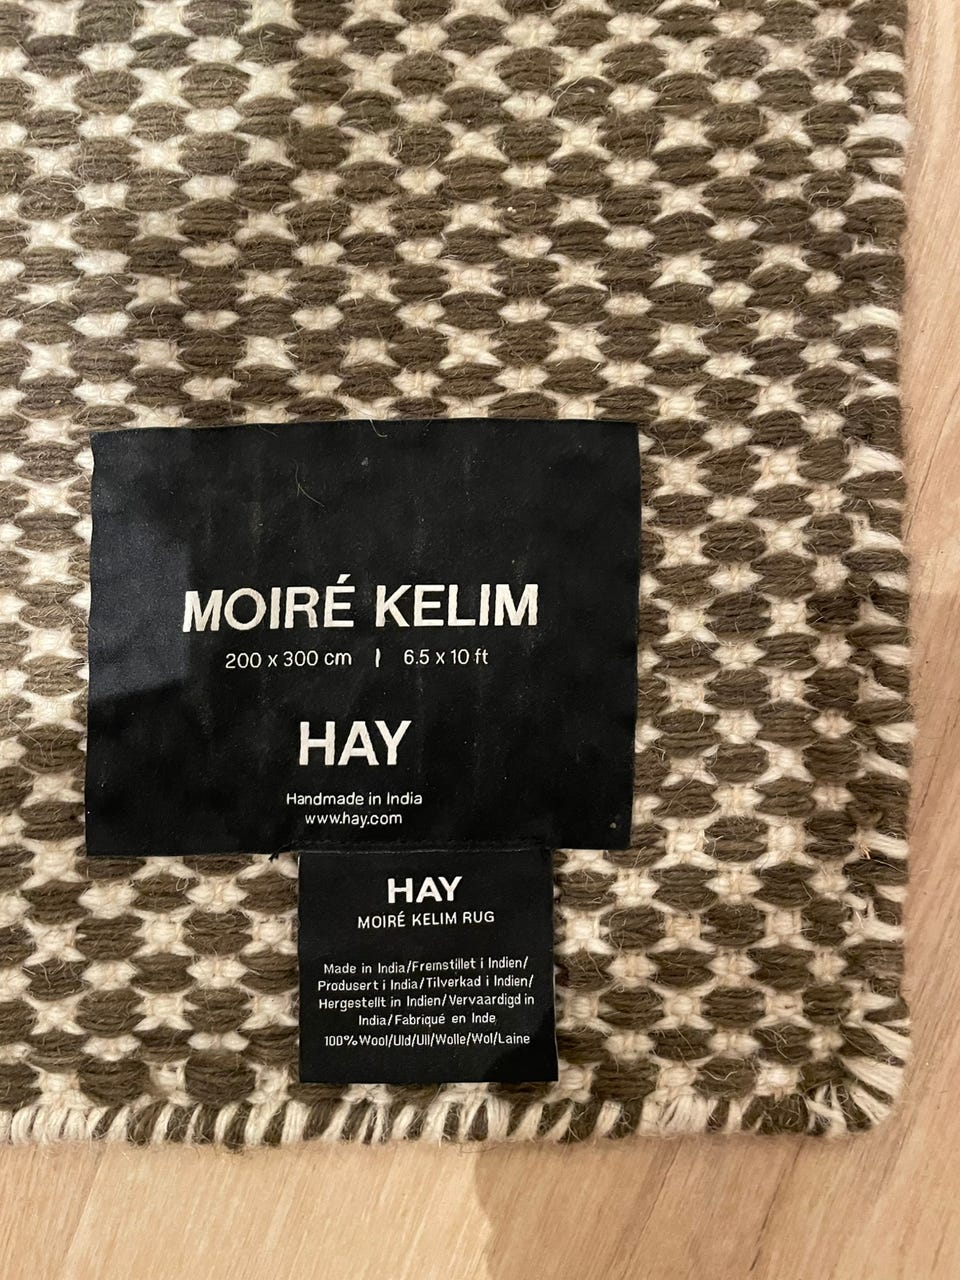 MOIRÉ KELIM
200 x 300 cm | 6.5 x 10 ft
HAY
Handmade in India
www.hay.com
HAY
MOIRÉ KELIM RUG
Made in India/Fremstillet i Indien/
Produsert i India/Tilverkad i Indien/
Hergestellt in Indien/Vervaardigd in
India/Fabriqué en Inde
100%Wool/Uld/Ull/Wolle/Wol/Laine